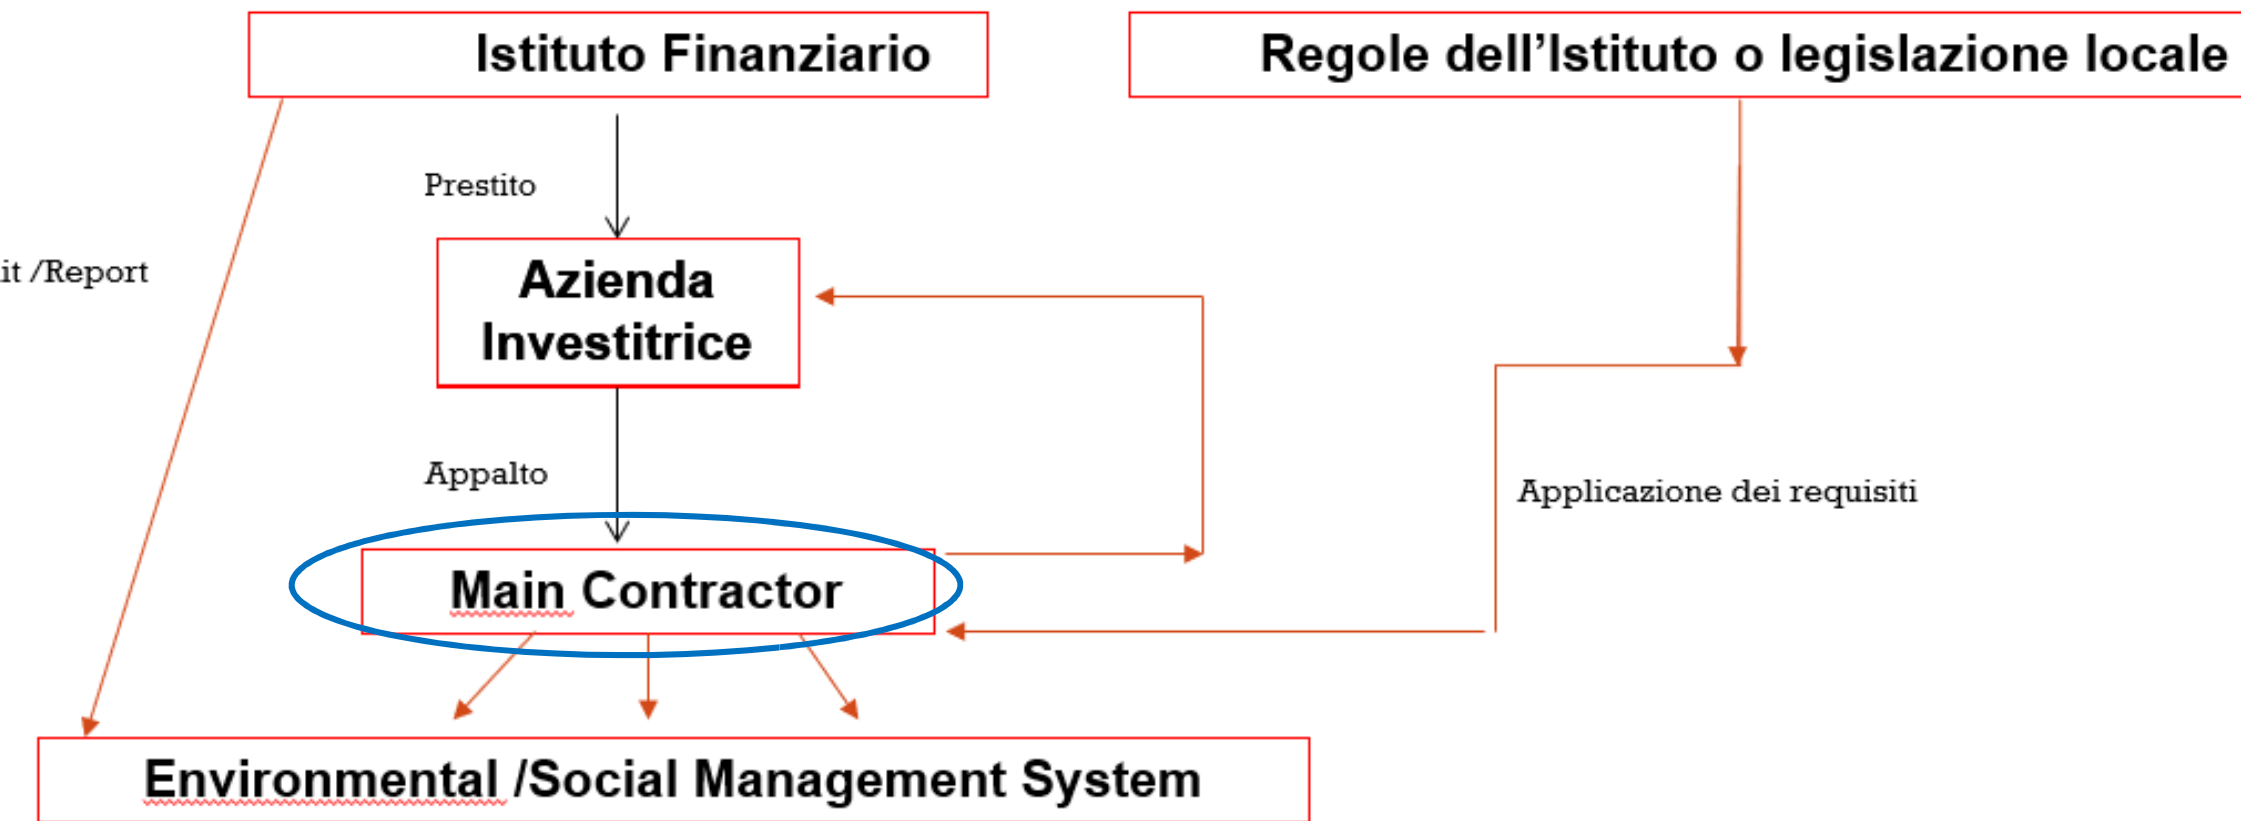 Istituto Finanziario
Regole dell’Istituto o legislazione locale
Prestito
it /Report
Azienda
Investitrice
Appalto
Applicazione dei requisiti
Main Contractor
Environmental /Social Management System